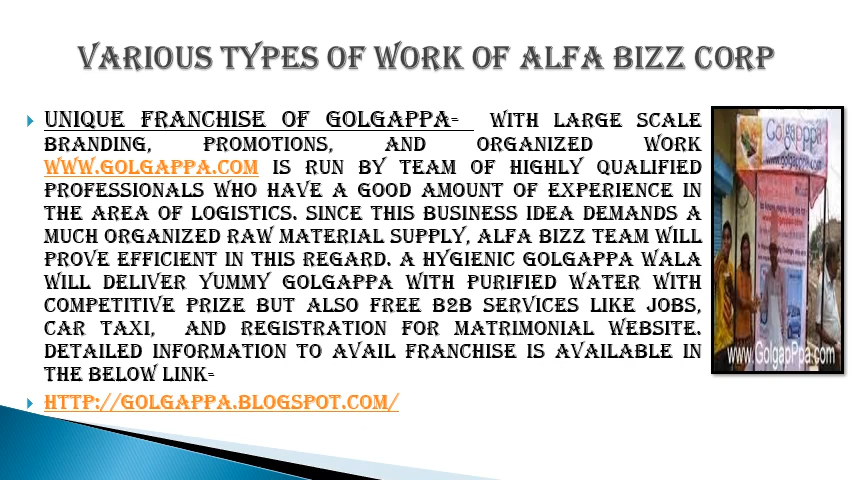 VARIOUS TYPES OF WORK OF ALFA BIZZ CORP
UNIQUE FRANCHISE OF GOLGAPPA- WITH LARGE SCALE
BRANDING, PROMOTIONS, AND ORGANIZED WORK
WWW.GOLGAPPA.COM IS RUN BY TEAM OF HIGHLY QUALIFIED
PROFESSIONALS WHO HAVE A GOOD AMOUNT OF EXPERIENCE IN
THE AREA OF LOGISTICS. SINCE THIS BUSINESS IDEA DEMANDS A
MUCH ORGANIZED RAW MATERIAL SUPPLY, ALFA BIZZ TEAM WILL
PROVE EFFICIENT IN THIS REGARD. A HYGIENIC GOLGAPPA WALA
WILL DELIVER YUMMY GOLGAPPA WITH PURIFIED WATER WITH
COMPETITIVE PRIZE BUT ALSO FREE B2B SERVICES LIKE JOBS,
CAR TAXI, AND REGISTRATION FOR MATRIMONIAL WEBSITE.
DETAILED INFORMATION TO AVAIL FRANCHISE IS AVAILABLE IN
THE BELOW LINK-
HTTP://GOLGAPPA.BLOGSPOT.COM/
Golgapppa
www.GolgapPpa.com